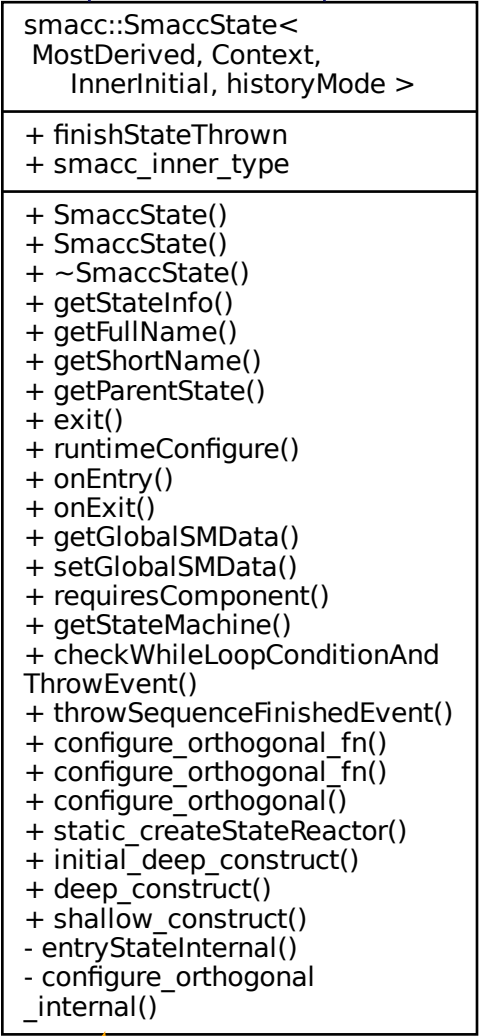 smacc::SmaccState<
MostDerived, Context,
InnerInitial, historyMode >
+ finishStateThrown
+ smacc_inner_type
+ SmaccState()
+ SmaccState()
+ ~SmaccState()
+ getStateInfo()
+ getFullName()
+ getShortName()
+ getParentState()
+ exit()
+ runtimeConfigure()
+ onEntry()
+ onExit()
+ getGlobalSMData()
+ setGlobalSMData()
+ requiresComponent()
+ getStateMachine()
+ checkWhileLoopConditionAnd
ThrowEvent()
+ throwSequenceFinishedEvent()
+ configure_orthogonal_fn()
+ configure_orthogonal_fn()
+ configure_orthogonal()
+ static_createStateReactor()
+ initial_deep_construct()
+ deep_construct()
+ shallow_construct()
- entryStateInternal()
- configure_orthogonal
_internal()